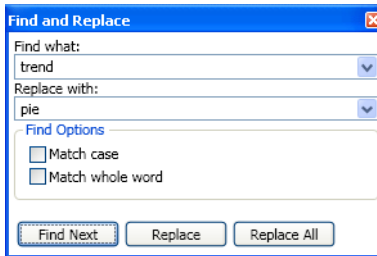 Find and Replace
Find what:
trend
Replace with:
pie
Find Options
Match case
Match whole word
Find Next Replace Replace All